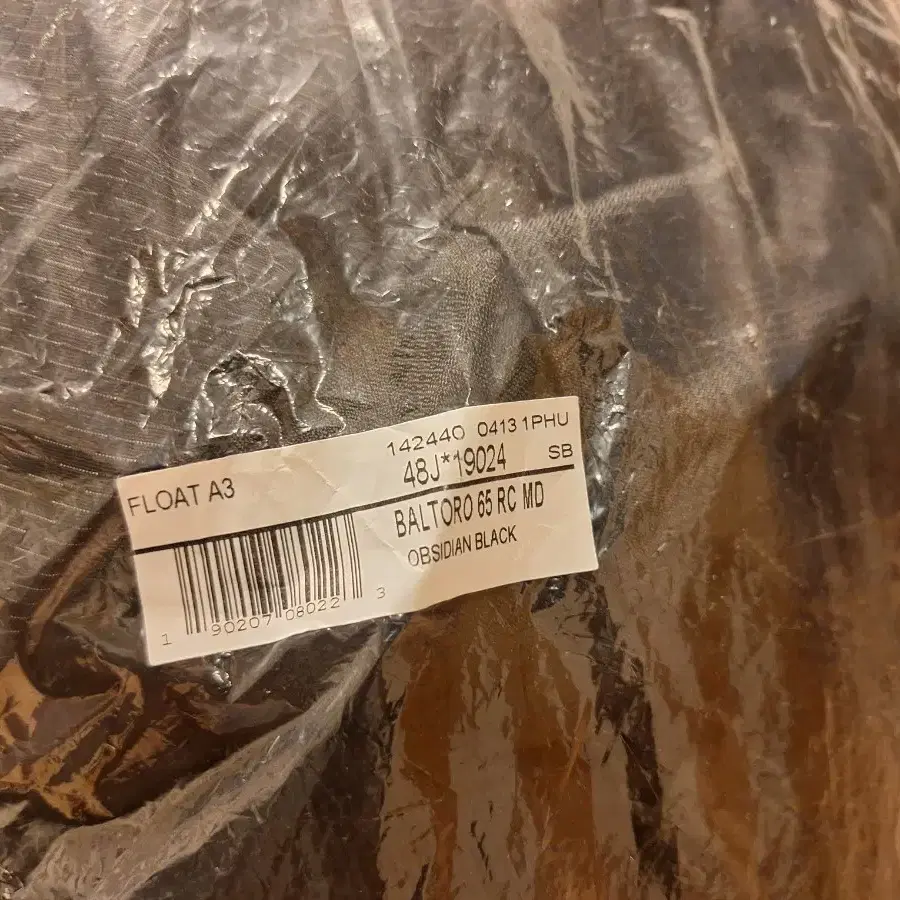 142440 0413 1PHU
FLOAT A3 48J*19024 SB
BALTORO 65 RC MD
OBSIDIAN BLACK
1 90207 08022 3